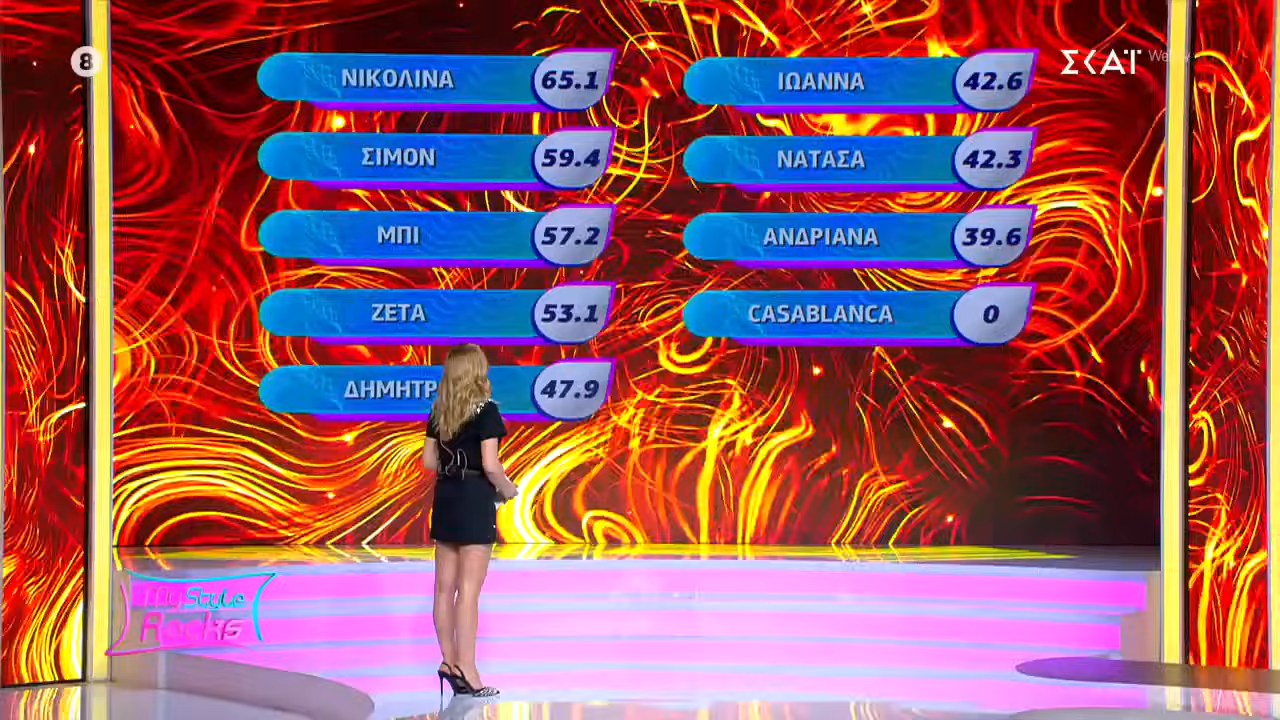 8
ΣΚΑΪ
ΝΙΚΟΛΙΝΑ 65.1
ΣΙΜΟΝ 59.4
ΜΠΙ 57.2
ΖΕΤΑ 53.1
ΔΗΜΗΤΡ 47.9
ΙΩΑΝΝΑ 42.6
ΝΑΤΑΣΑ 42.3
ΑΝΔΡΙΑΝΑ 39.6
CASABLANCA 0
My Style
Rocks